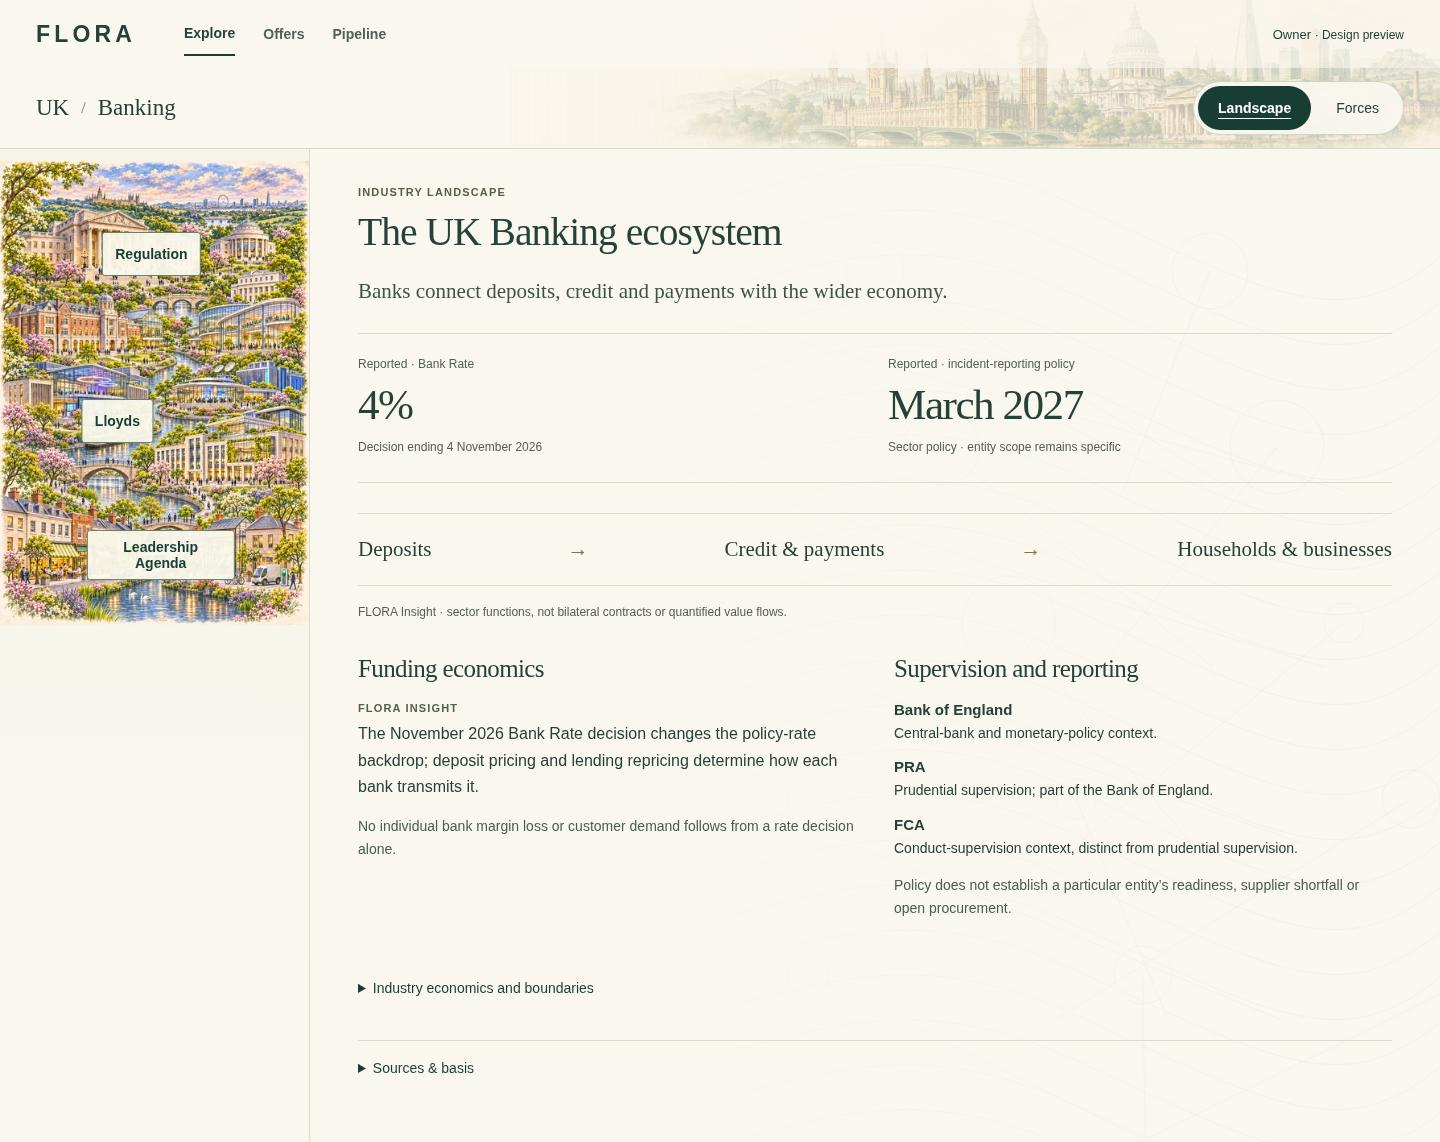 FLORA
Explore
Offers
Pipeline
Owner · Design preview
UK / Banking
Landscape
Forces
Regulation
Lloyds
Leadership
Agenda
INDUSTRY LANDSCAPE
The UK Banking ecosystem
Banks connect deposits, credit and payments with the wider economy.
Reported · Bank Rate
4%
Decision ending 4 November 2026
Reported · incident-reporting policy
March 2027
Sector policy · entity scope remains specific
Deposits → Credit & payments → Households & businesses
FLORA Insight · sector functions, not bilateral contracts or quantified value flows.
Funding economics
FLORA INSIGHT
The November 2026 Bank Rate decision changes the policy-rate
backdrop; deposit pricing and lending repricing determine how each
bank transmits it.
No individual bank margin loss or customer demand follows from a rate decision
alone.
Supervision and reporting
Bank of England
Central-bank and monetary-policy context.
PRA
Prudential supervision; part of the Bank of England.
FCA
Conduct-supervision context, distinct from prudential supervision.
Policy does not establish a particular entity’s readiness, supplier shortfall or
open procurement.
Industry economics and boundaries
Sources & basis